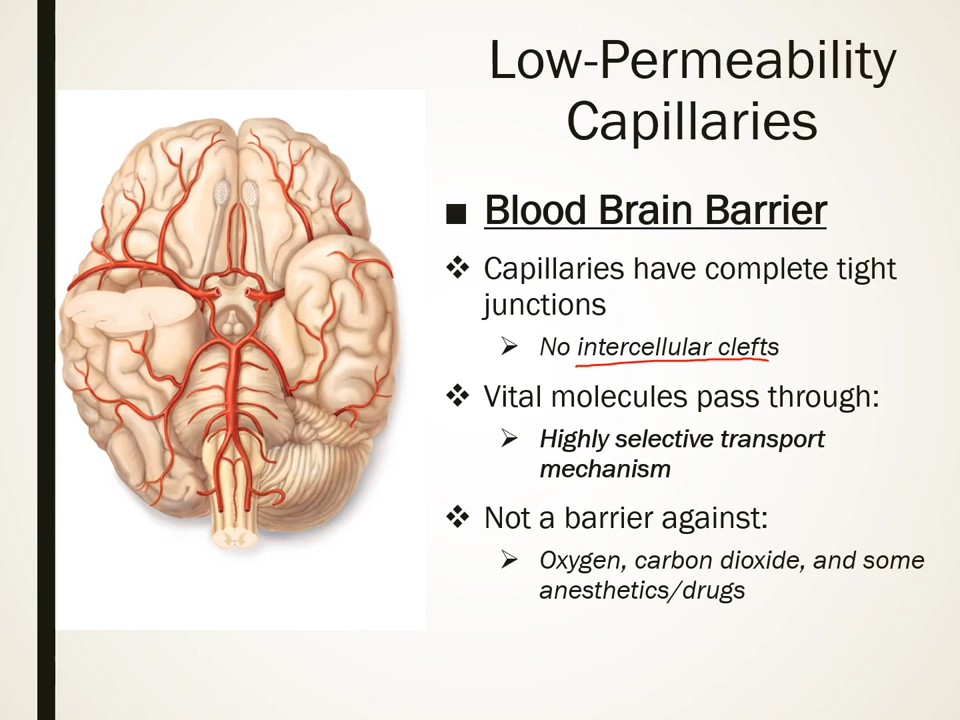 Low-Permeability
Capillaries
■ Blood Brain Barrier
❖ Capillaries have complete tight
junctions
➢ No intercellular clefts
❖ Vital molecules pass through:
➢ Highly selective transport
mechanism
❖ Not a barrier against:
➢ Oxygen, carbon dioxide, and some
anesthetics/drugs